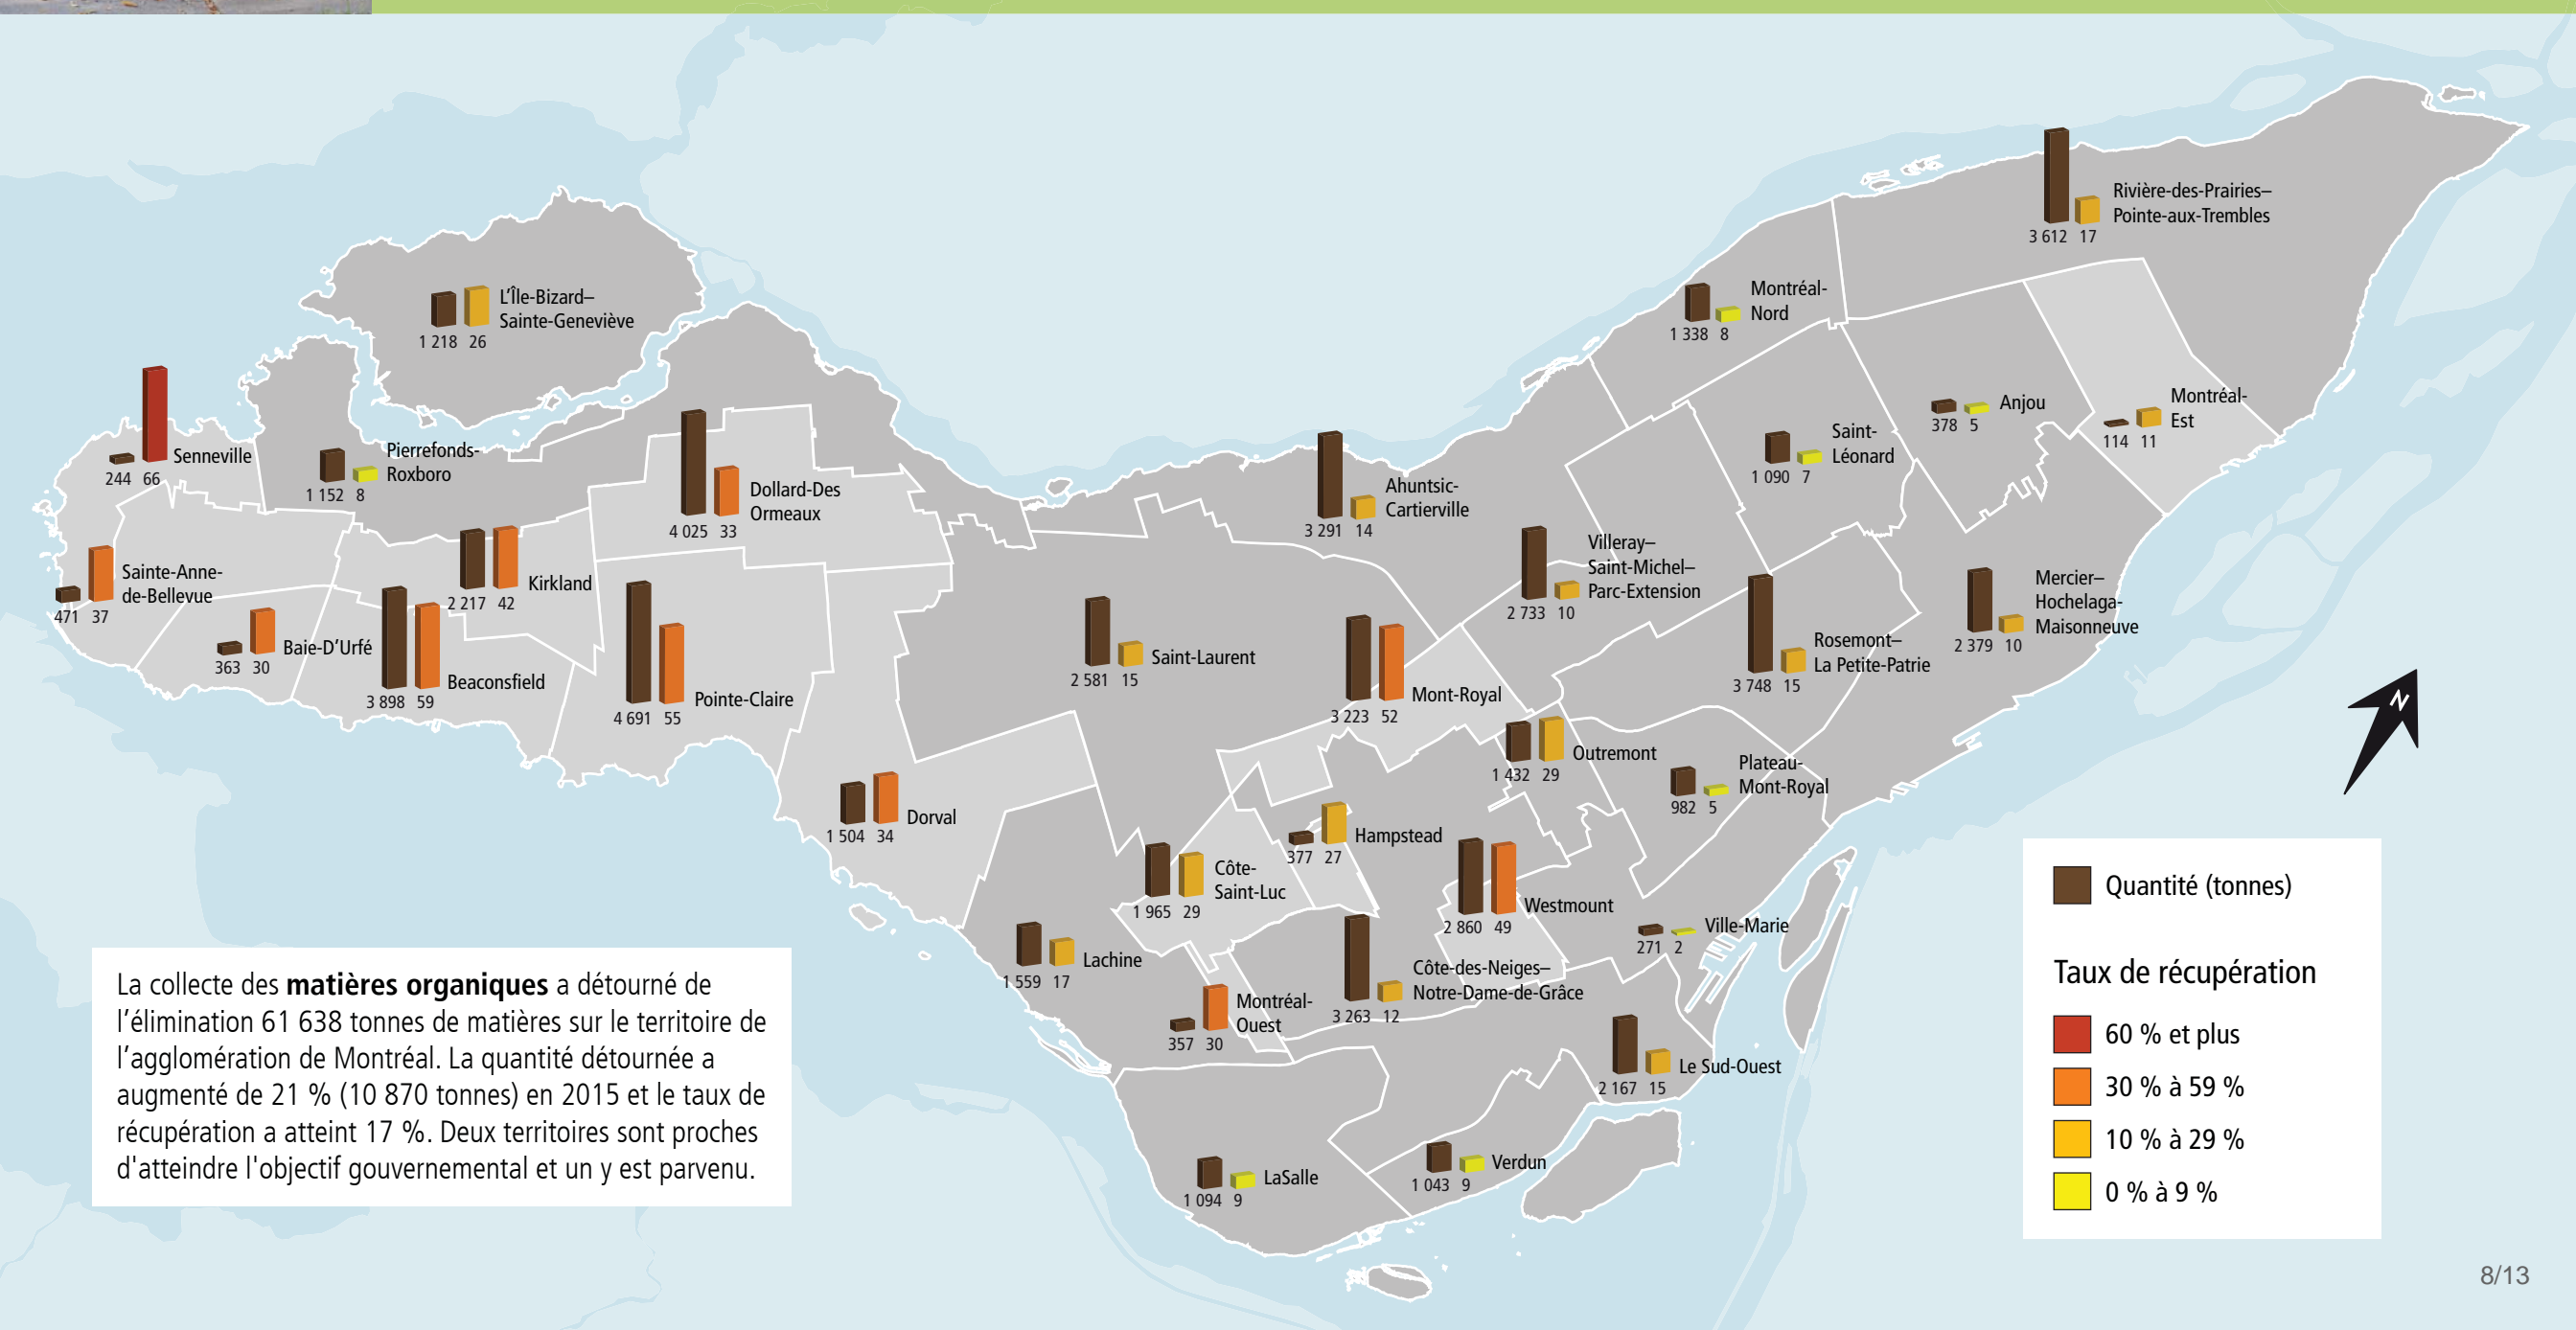 Rivière-des-Prairies–
Pointe-aux-Trembles
3 612 17
L'Île-Bizard–
Sainte-Geneviève
1 218 26
Montréal-
Nord
1 338 8
Senneville
244 66
Pierrefonds-
Roxboro
1 152 8
Dollard-Des
Ormeaux
4 025 33
Ahuntsic-
Cartierville
3 291 14
Saint-
Léonard
1 090 7
Anjou
378 5
Montréal-
Est
114 11
Sainte-Anne-
de-Bellevue
471 37
Baie-D'Urfé
363 30
Kirkland
2 217 42
Beaconsfield
3 898 59
Pointe-Claire
4 691 55
Saint-Laurent
2 581 15
Mont-Royal
3 223 52
Villeray–
Saint-Michel–
Parc-Extension
2 733 10
Rosemont–
La Petite-Patrie
3 748 15
Mercier–
Hochelaga-
Maisonneuve
2 379 10
N
Dorval
1 504 34
Outremont
1 432 29
Plateau-
Mont-Royal
982 5
Hampstead
377 27
Côte-
Saint-Luc
1 965 29
Westmount
2 860 49
Ville-Marie
271 2
Lachine
1 559 17
Montréal-
Ouest
357 30
Côte-des-Neiges–
Notre-Dame-de-Grâce
3 263 12
Le Sud-Ouest
2 167 15
LaSalle
1 094 9
Verdun
1 043 9
La collecte des matières organiques a détourné de
l'élimination 61 638 tonnes de matières sur le territoire de
l'agglomération de Montréal. La quantité détournée a
augmenté de 21 % (10 870 tonnes) en 2015 et le taux de
récupération a atteint 17 %. Deux territoires sont proches
d'atteindre l'objectif gouvernemental et un y est parvenu.
Quantité (tonnes)
Taux de récupération
60 % et plus
30 % à 59 %
10 % à 29 %
0 % à 9 %
8/13